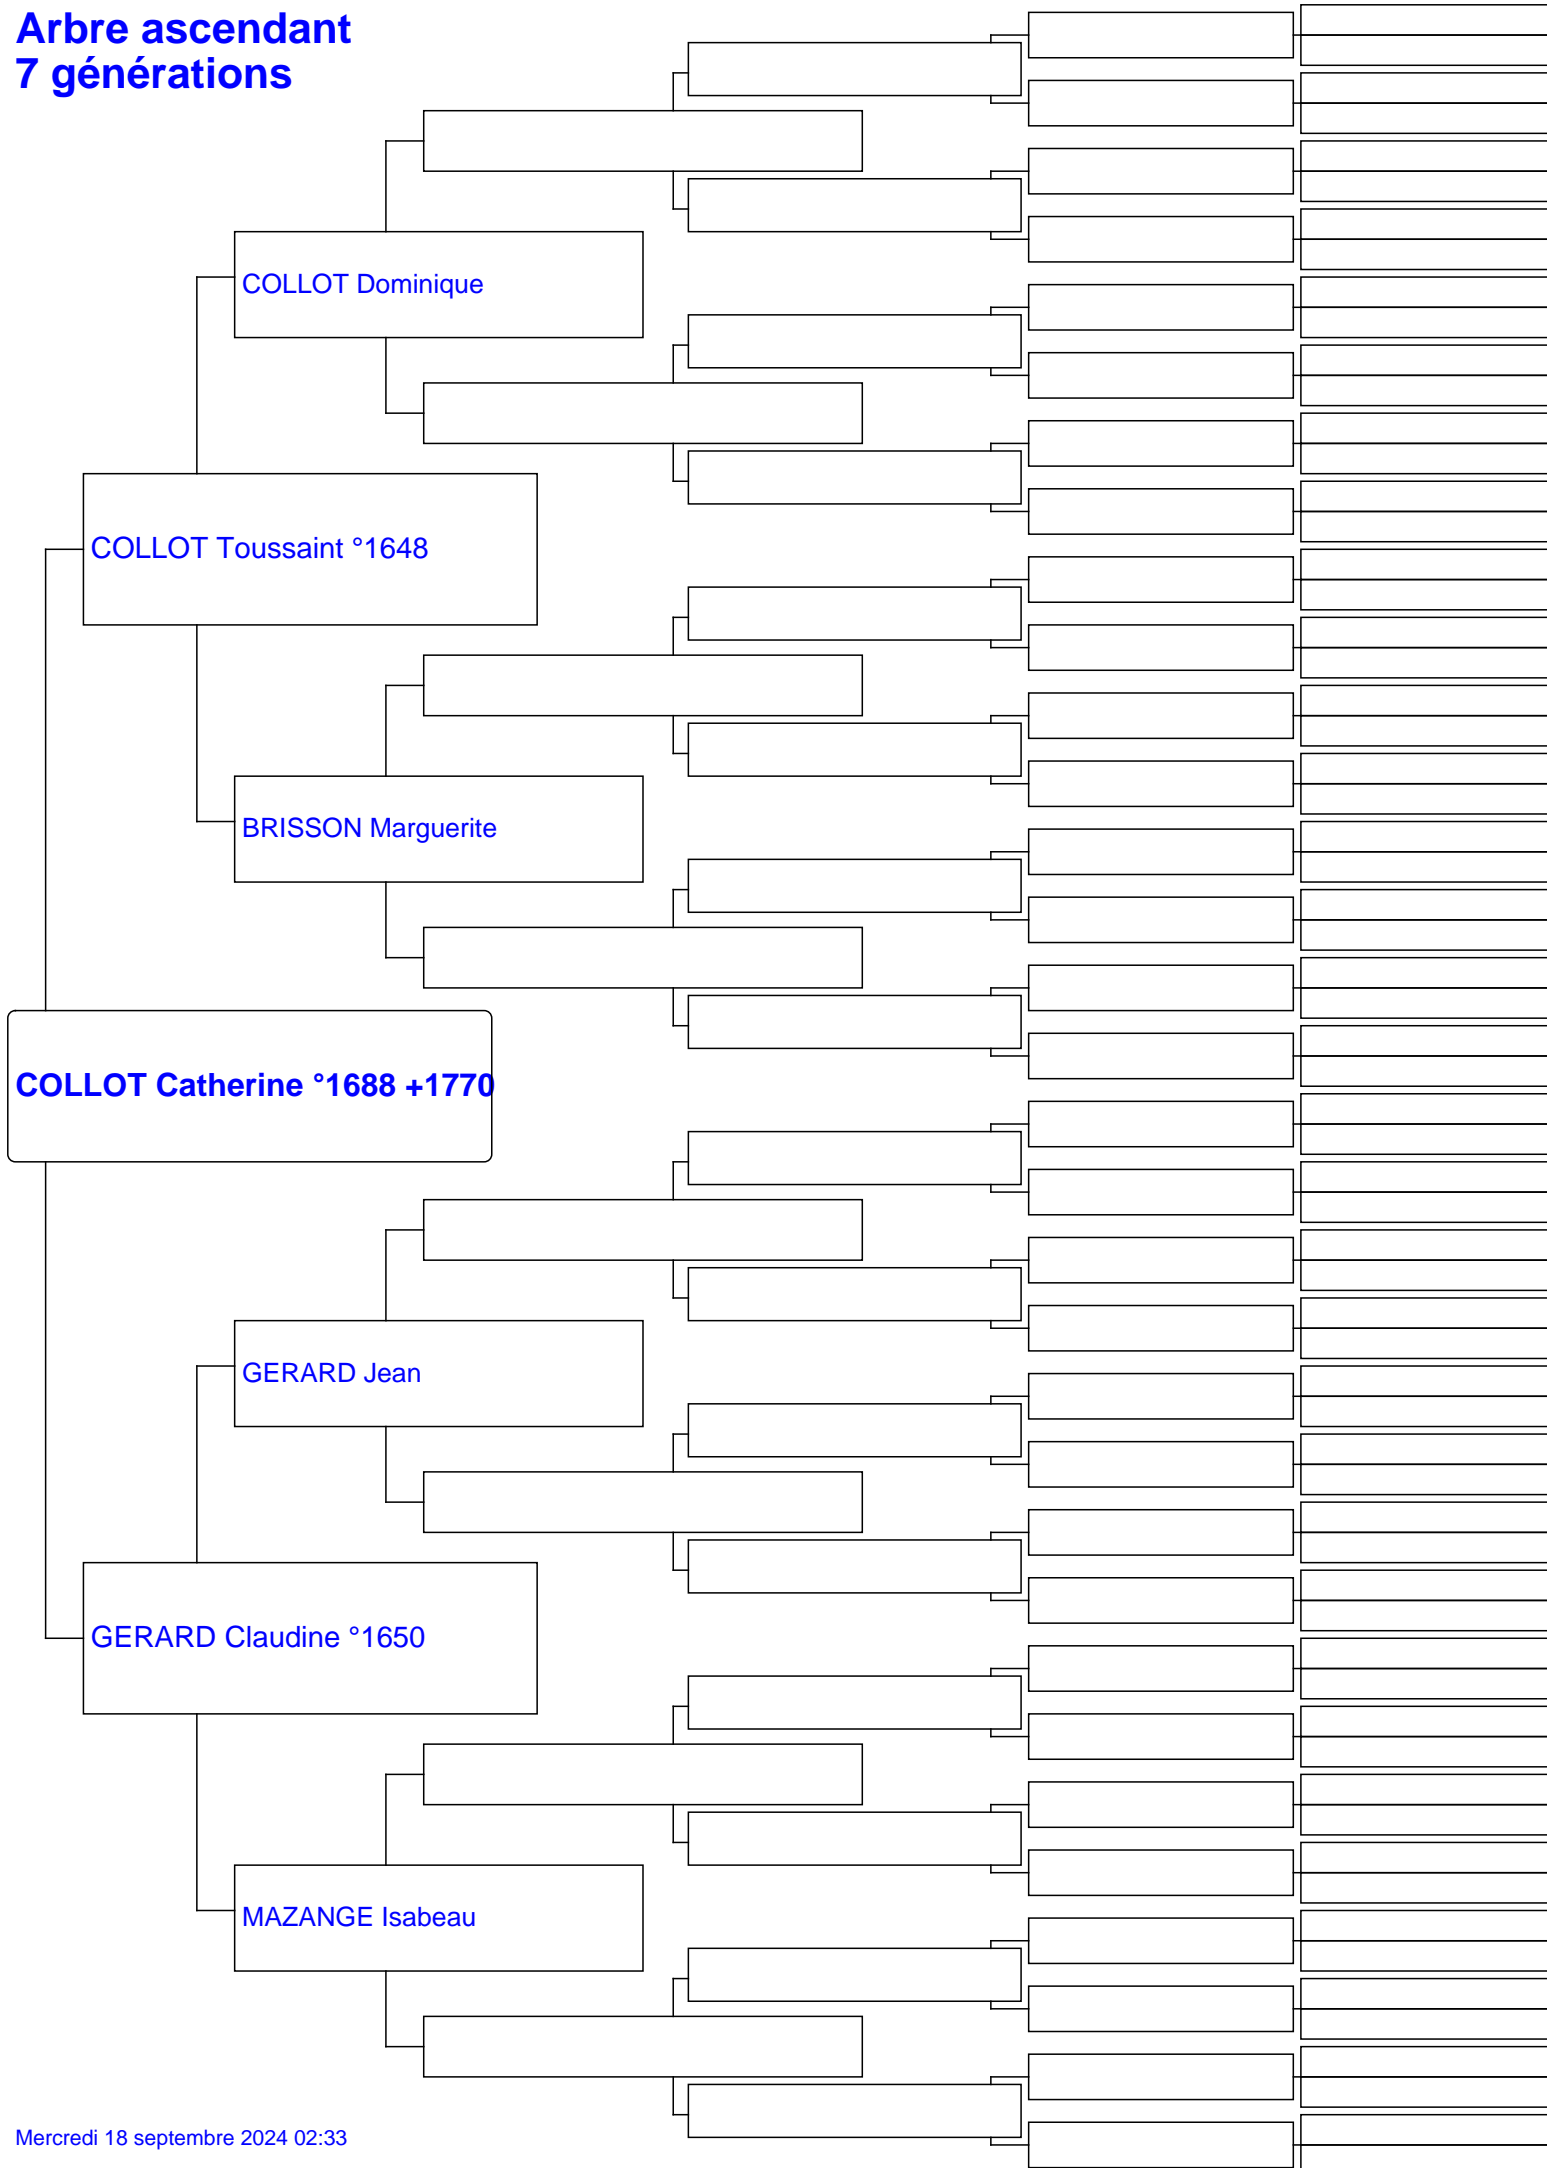 Arbre ascendant
7 générations
COLLOT Dominique
COLLOT Toussaint °1648
BRISSON Marguerite
COLLOT Catherine °1688 +1770
GERARD Jean
GERARD Claudine °1650
MAZANGE Isabeau
Mercredi 18 septembre 2024 02:33